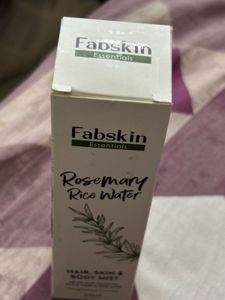 Fabskin
Essentials
Fabskin
Essentials
Rosemary
Rice Water
HAIR, SKIN &
BODY MIST